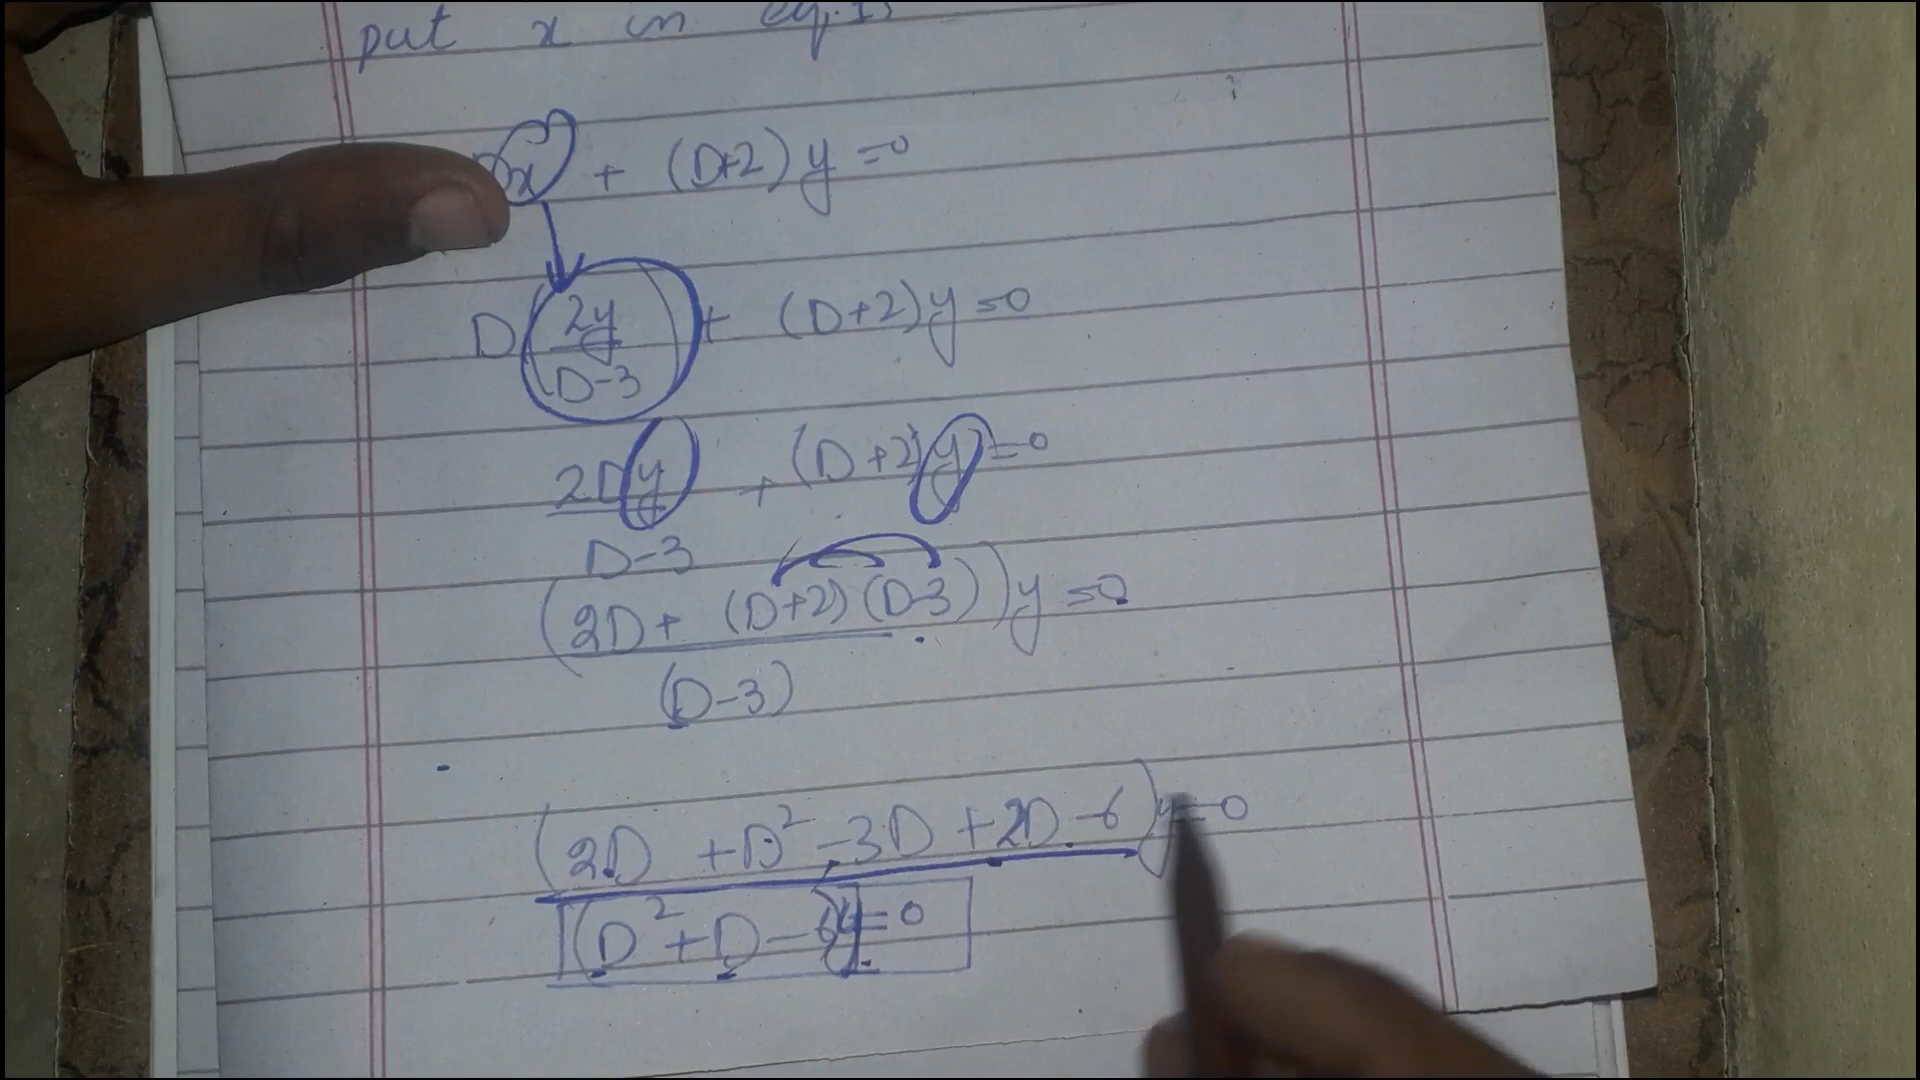 put x in eq. 1
Dx + (D+2) y = 0
D (2y / D-3) + (D+2) y = 0
2Dy / D-3 + (D+2) y = 0
(2D + (D+2) (D-3) / (D-3)) y = 0
(2D + D² - 3D + 2D - 6) y = 0
(D² + D - 6) y = 0